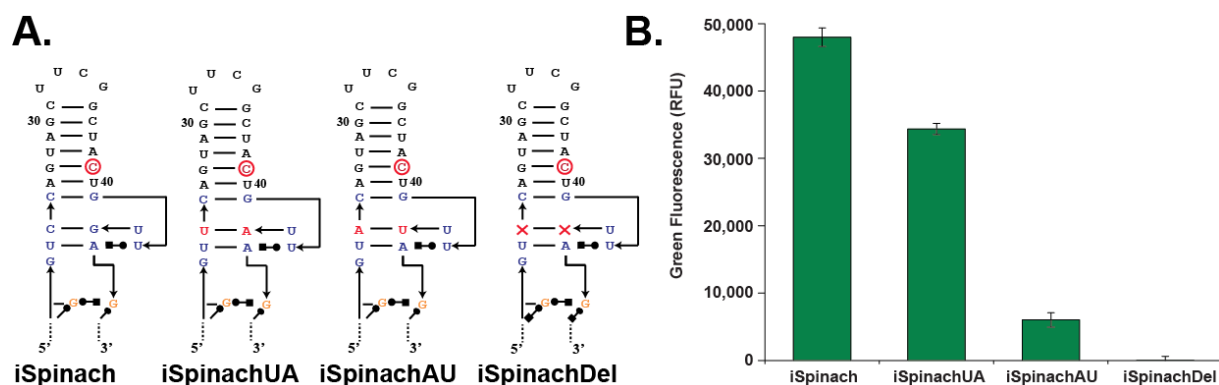 A.
U C U C U C U C
U G U G U G U G
C G C G C G C G
30 G C 30 G C 30 G C 30 G C
A U A U A U A U
U A U A U A U A
G C G C G C G C
A U 40 A U 40 A U 40 A U 40
C G C G C G C G
C G U U A U A U U X X U
U A U U A U U A U U A U
G G G G
G G G G G G G G
5' 3' 5' 3' 5' 3' 5' 3'
iSpinach iSpinachUA iSpinachAU iSpinachDel
B.
Green Fluorescence (RFU)
50,000
40,000
30,000
20,000
10,000
0
iSpinach iSpinachUA iSpinachAU iSpinachDel